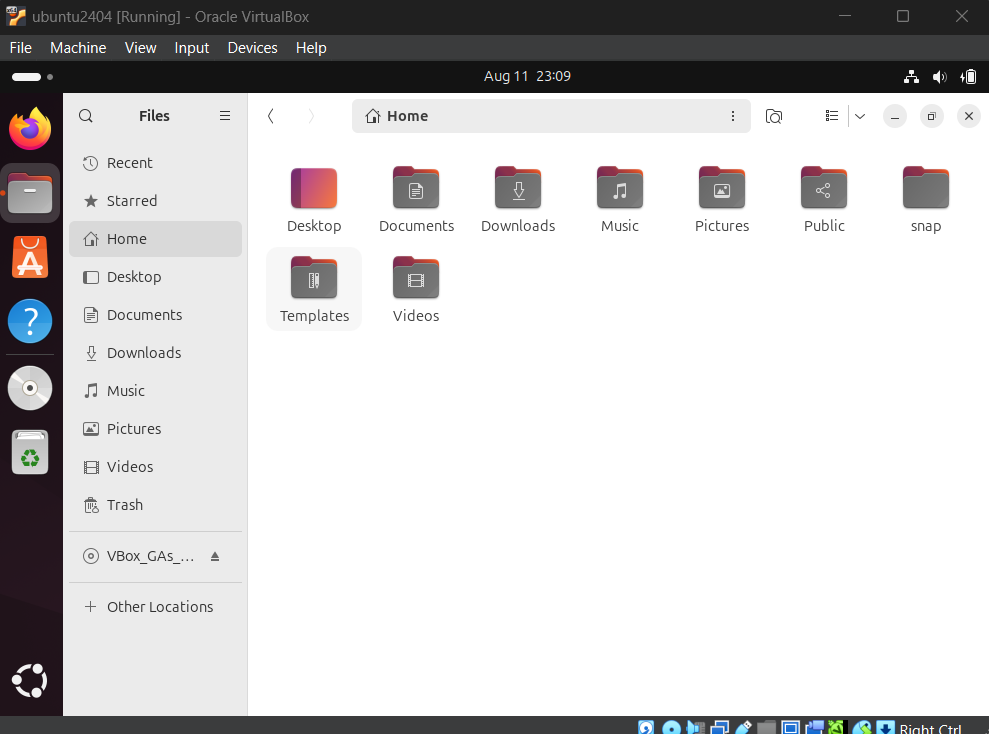 ubuntu2404 [Running] - Oracle VirtualBox
File Machine View Input Devices Help
Aug 11 23:09
Files
Home
Recent
Starred
Home
Desktop
Documents
Downloads
Music
Pictures
Videos
Trash
VBox_GAs_...
Other Locations
Desktop Documents Downloads Music Pictures Public snap
Templates Videos
Right Ctrl